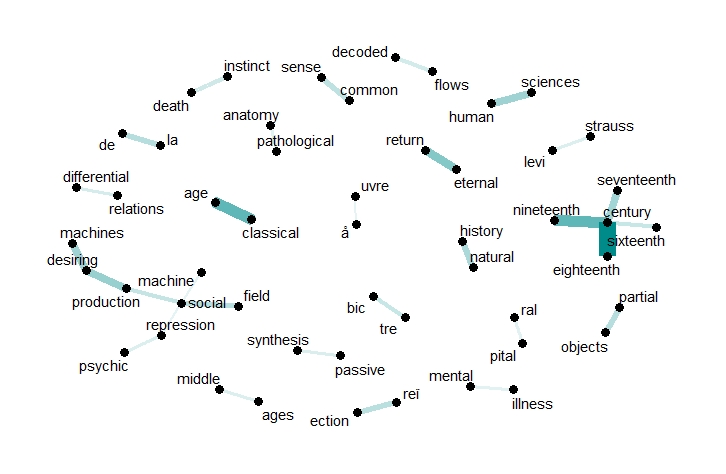 decoded
instinct
sense
flows
sciences
common
death
human
anatomy
strauss
de
la
pathological
return
levi
differential
eternal
seventeenth
age
uvre
relations
nineteenth
century
machines
classical
å
history
sixteenth
desiring
natural
eighteenth
machine
production
social
field
partial
bic
ral
repression
tre
synthesis
objects
pital
psychic
passive
middle
mental
reï
illness
ages
ection